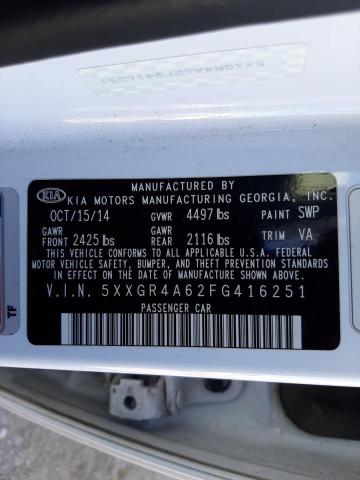 5XXGR4A62FG416251
MANUFACTURED BY
KIA KIA MOTORS MANUFACTURING GEORGIA, INC.
OCT/15/14 GVWR 4497 lbs PAINT SWP
GAWR FRONT 2425 lbs GAWR REAR 2116 lbs TRIM VA
THIS VEHICLE CONFORMS TO ALL APPLICABLE U.S.A. FEDERAL
MOTOR VEHICLE SAFETY, BUMPER, AND THEFT PREVENTION
STANDARDS IN EFFECT ON THE DATE OF MANUFACTURE SHOWN ABOVE.
V.I.N. 5XXGR4A62FG416251
PASSENGER CAR
TF